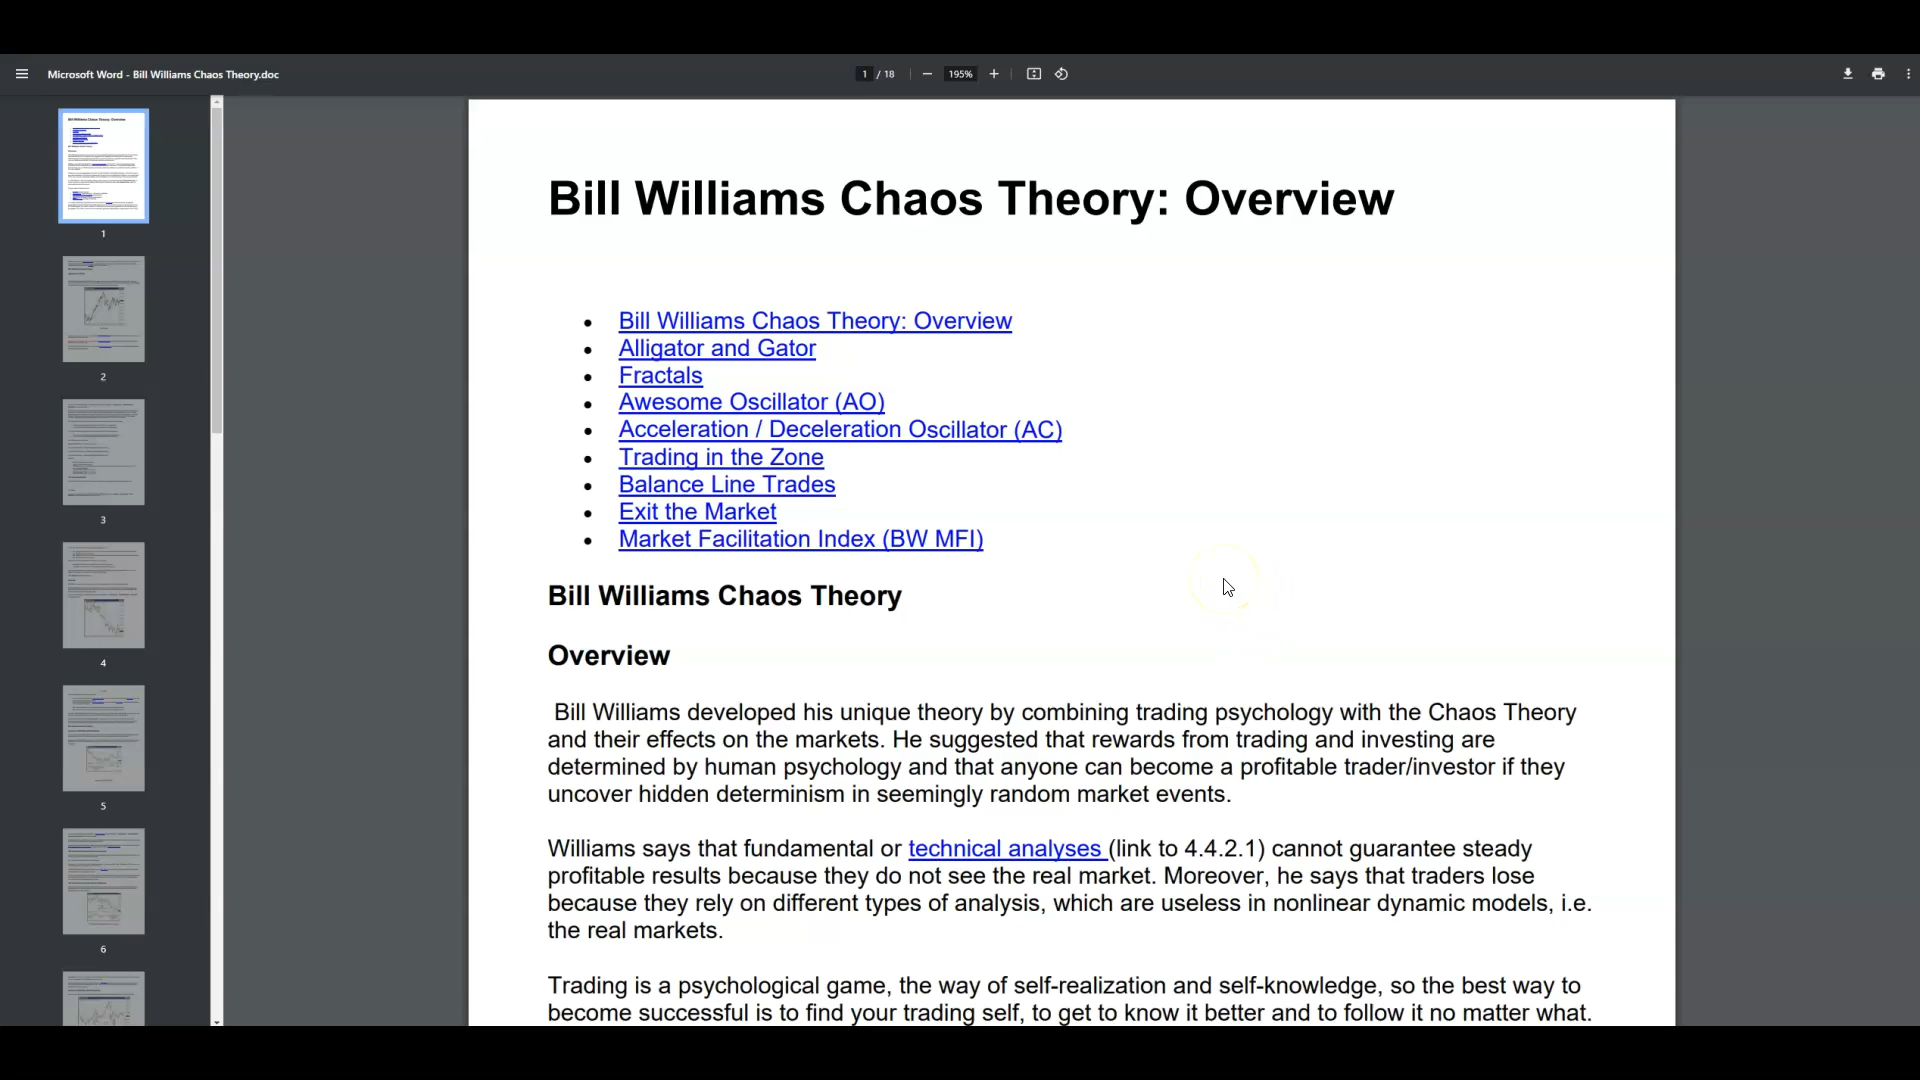 Microsoft Word - Bill Williams Chaos Theory.doc
1 / 18
195%
1
2
3
4
5
6
Bill Williams Chaos Theory: Overview
• Bill Williams Chaos Theory: Overview
• Alligator and Gator
• Fractals
• Awesome Oscillator (AO)
• Acceleration / Deceleration Oscillator (AC)
• Trading in the Zone
• Balance Line Trades
• Exit the Market
• Market Facilitation Index (BW MFI)
Bill Williams Chaos Theory
Overview
Bill Williams developed his unique theory by combining trading psychology with the Chaos Theory
and their effects on the markets. He suggested that rewards from trading and investing are
determined by human psychology and that anyone can become a profitable trader/investor if they
uncover hidden determinism in seemingly random market events.
Williams says that fundamental or technical analyses (link to 4.4.2.1) cannot guarantee steady
profitable results because they do not see the real market. Moreover, he says that traders lose
because they rely on different types of analysis, which are useless in nonlinear dynamic models, i.e.
the real markets.
Trading is a psychological game, the way of self-realization and self-knowledge, so the best way to
become successful is to find your trading self, to get to know it better and to follow it no matter what.